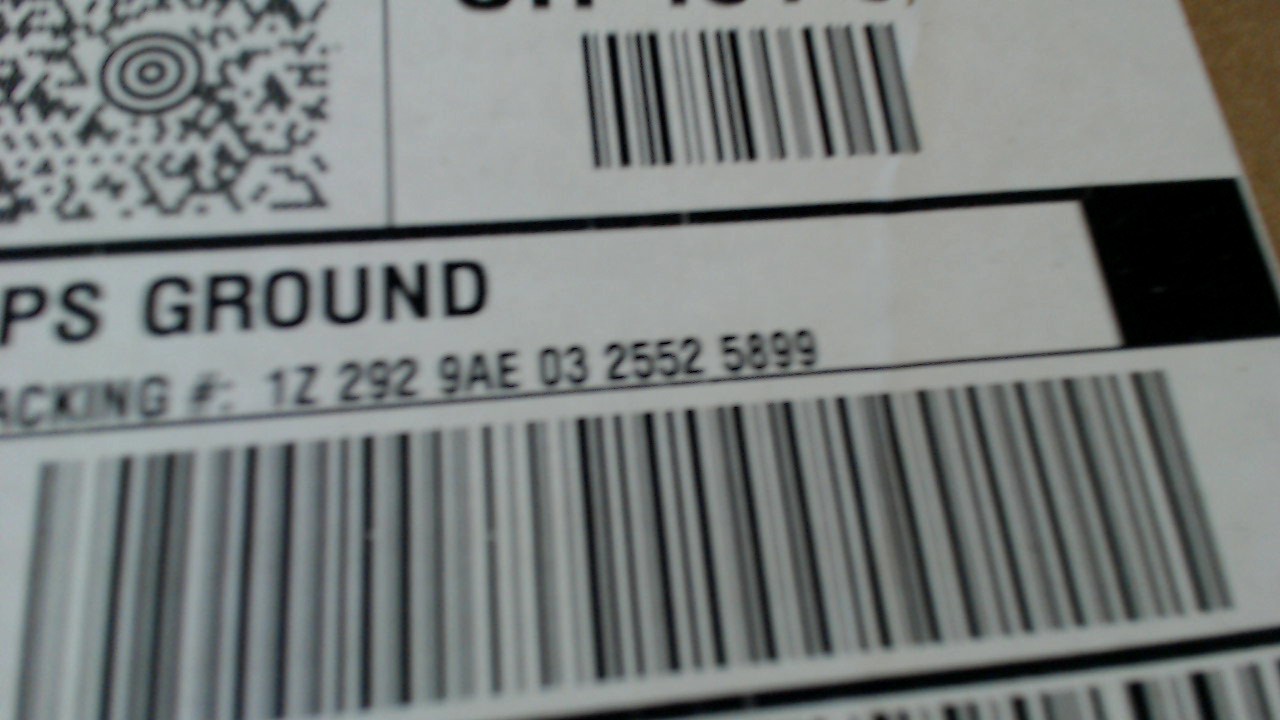 PS GROUND
ACKING #: 1Z 292 9AE 03 2552 5899